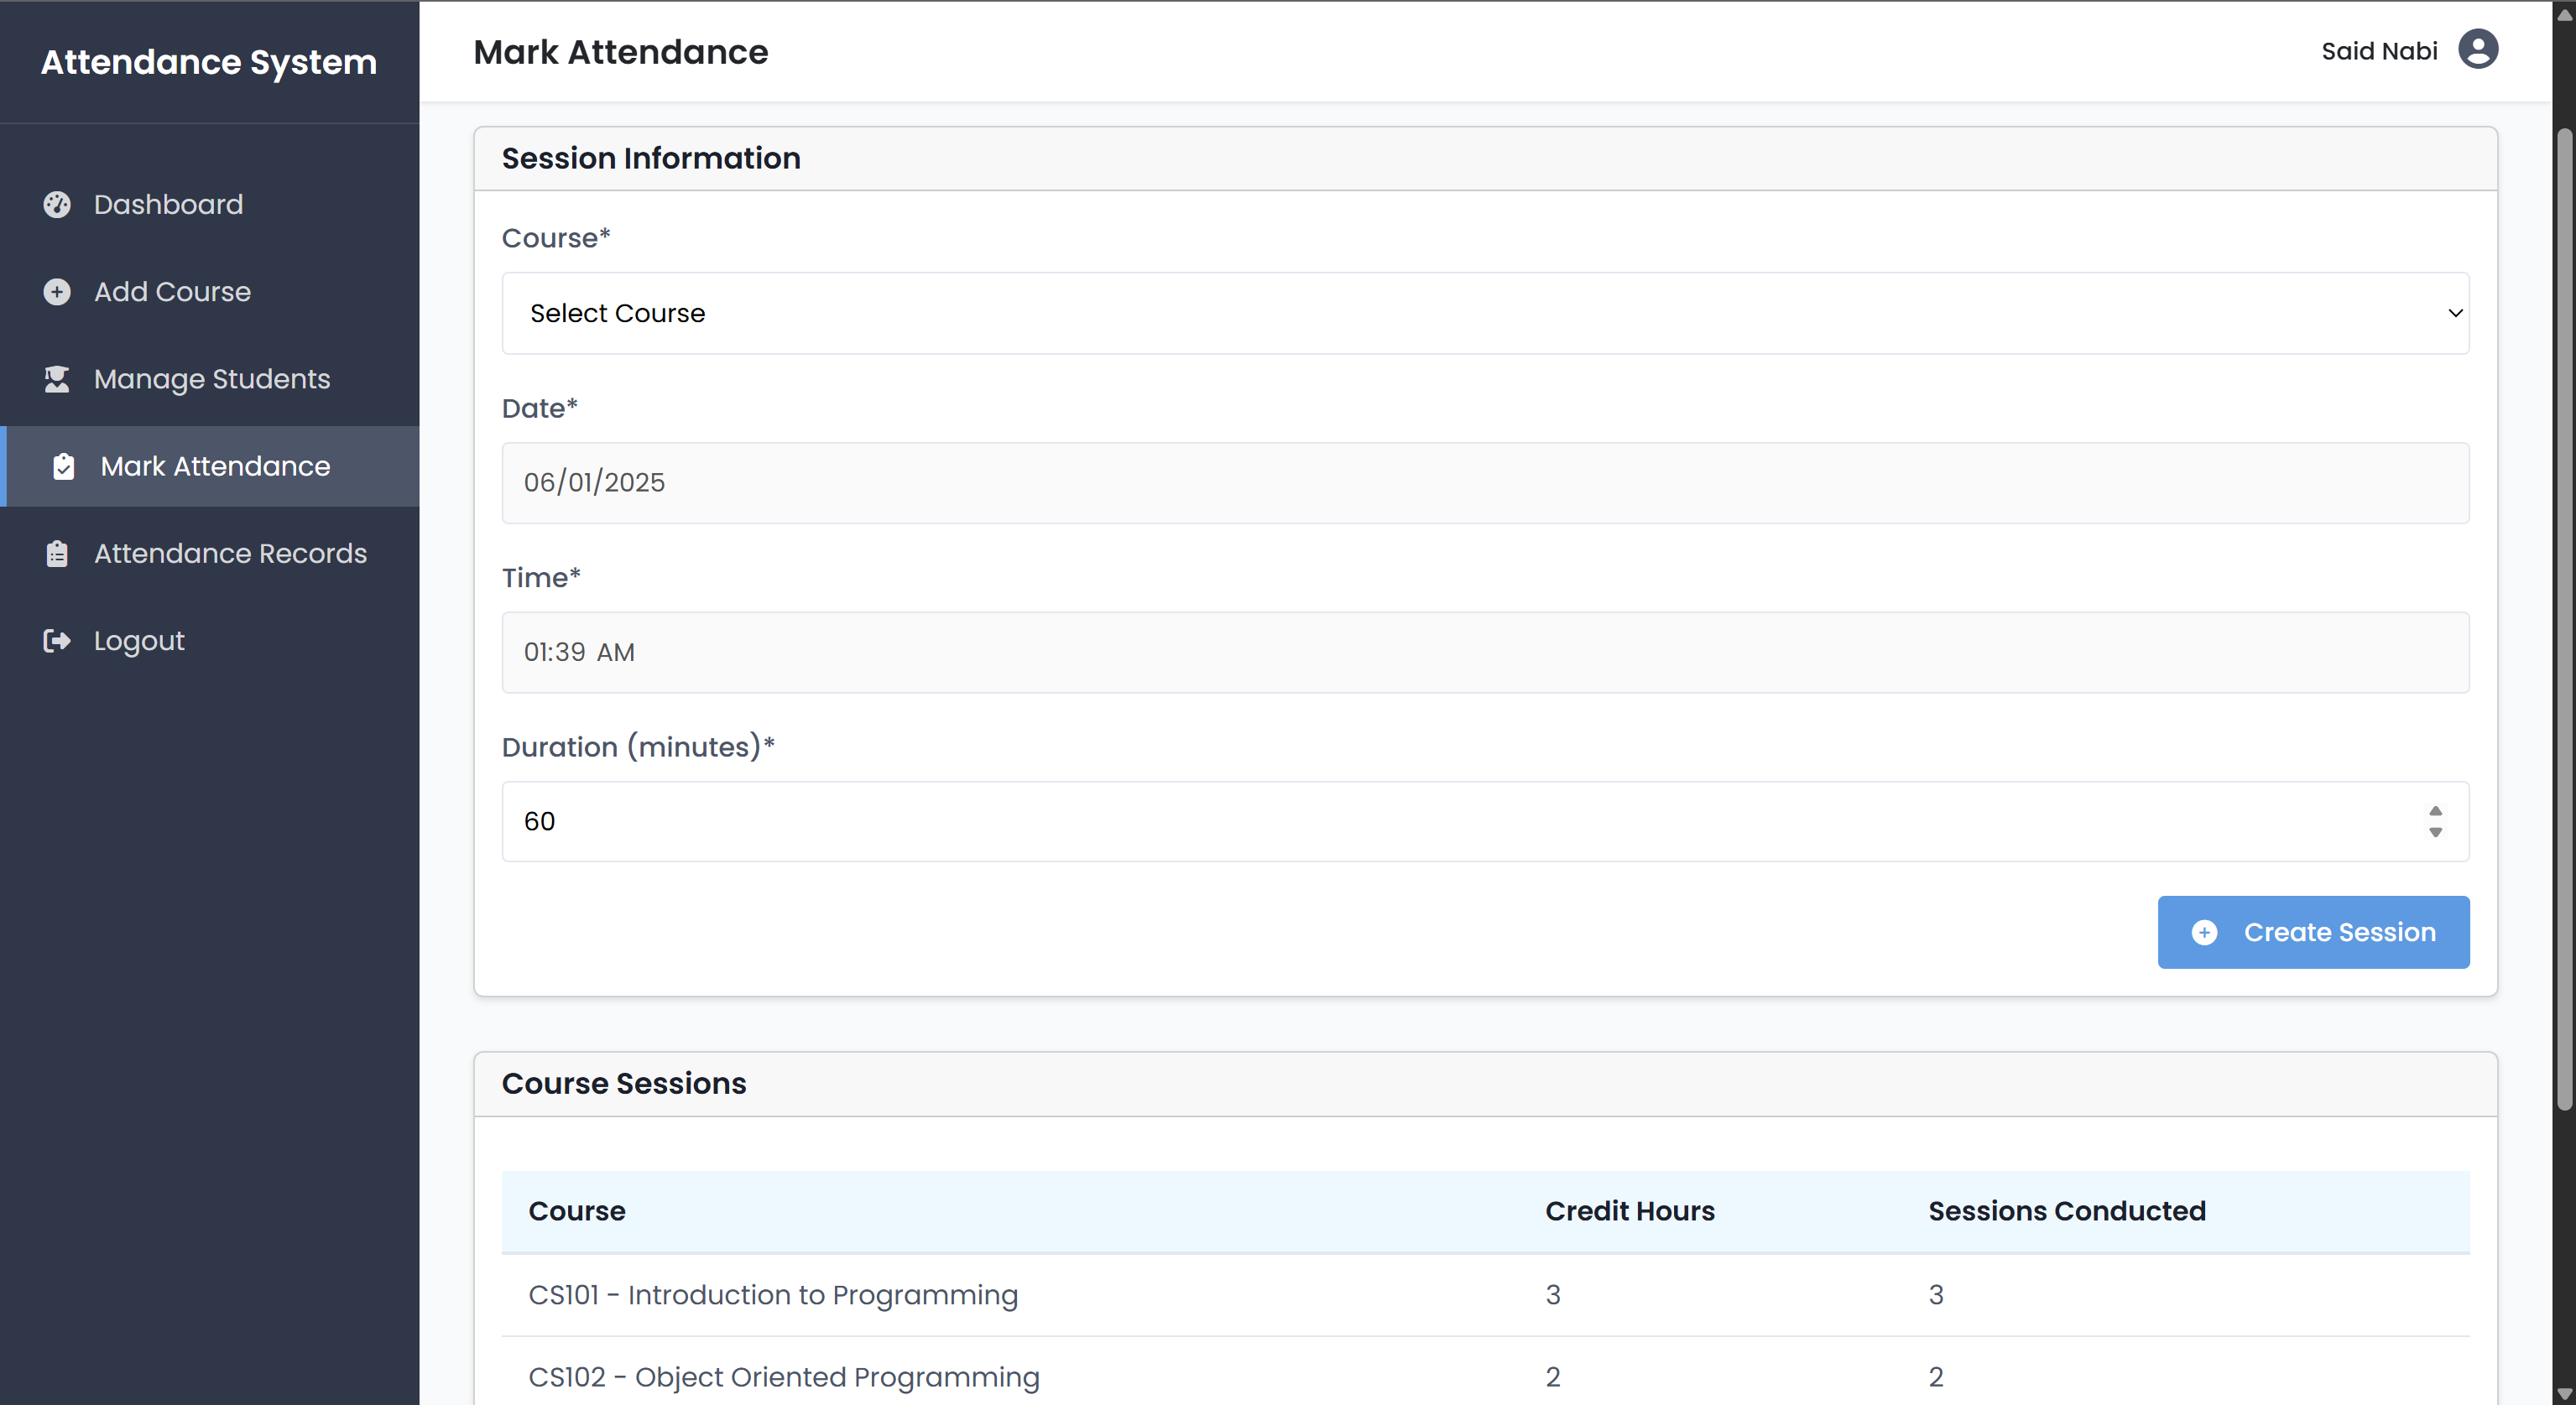 Attendance System
Dashboard
Add Course
Manage Students
Mark Attendance
Attendance Records
Logout
Mark Attendance
Said Nabi
Session Information
Course*
Select Course
Date*
06/01/2025
Time*
01:39 AM
Duration (minutes)*
60
Create Session
Course Sessions
Course Credit Hours Sessions Conducted
CS101 - Introduction to Programming 3 3
CS102 - Object Oriented Programming 2 2